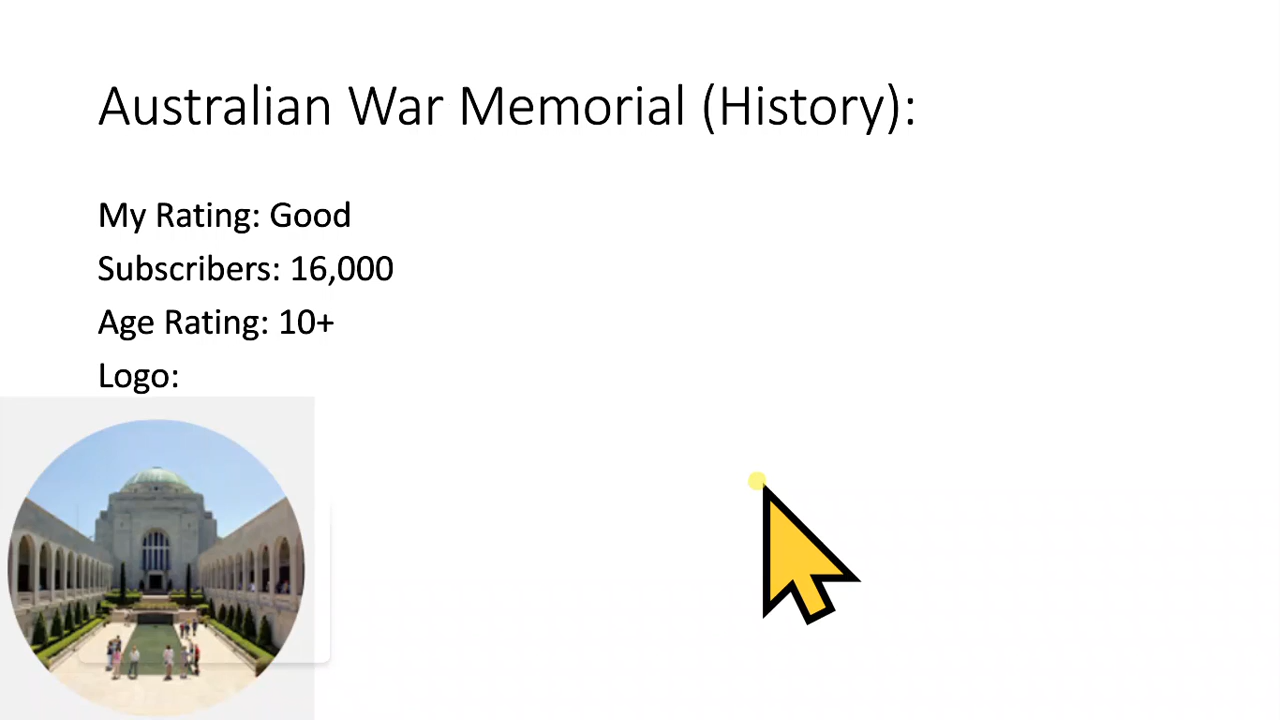 Australian War Memorial (History):
My Rating: Good
Subscribers: 16,000
Age Rating: 10+
Logo: